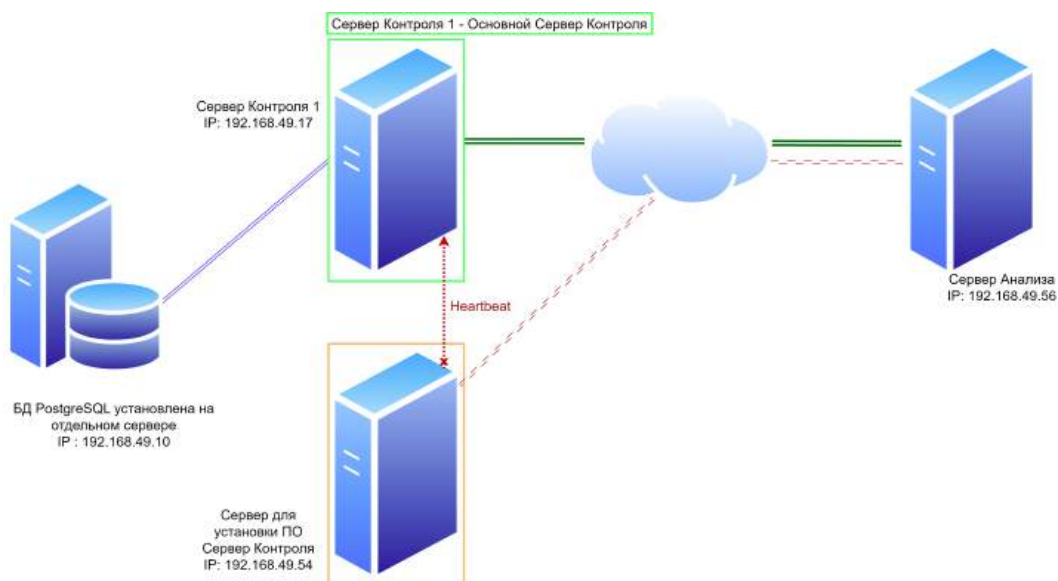 Сервер Контроля 1 - Основной Сервер Контроля
Сервер Контроля 1
IP: 192.168.49.17
Сервер Анализа
IP: 192.168.49.56
Heartbeat
БД PostgreSQL установлена на
отдельном сервере
IP : 192.168.49.10
Сервер для
установки ПО
Сервер Контроля
IP: 192.168.49.54